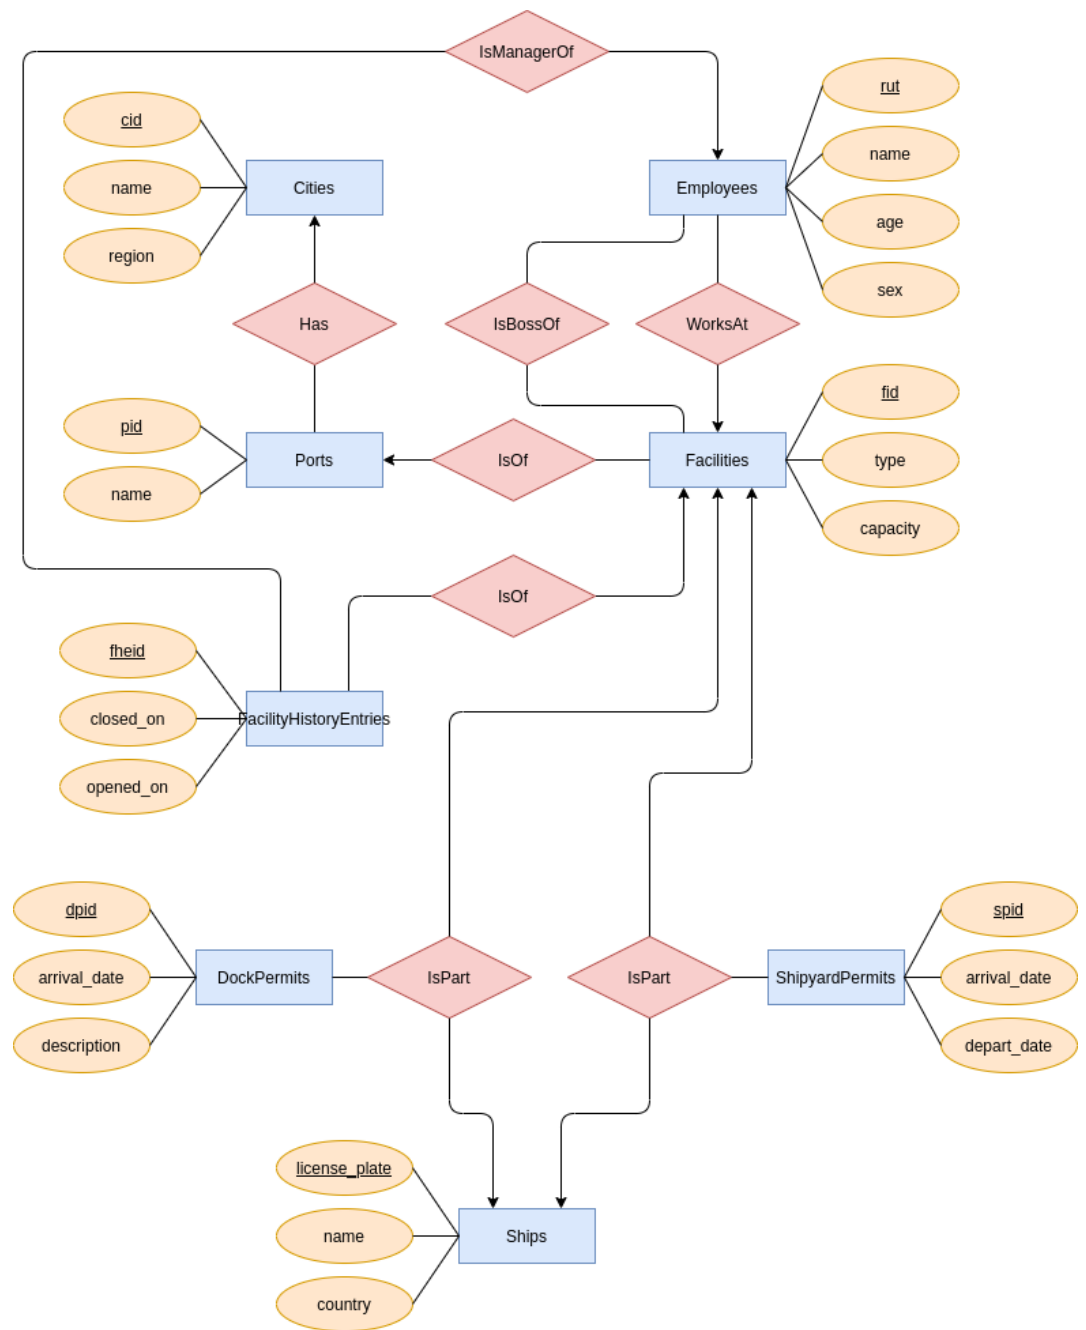 IsManagerOf
rut
cid
name
name
Cities
Employees
age
region
sex
Has
IsBossOf
WorksAt
fid
pid
Ports
IsOf
Facilities
type
name
capacity
IsOf
fheid
closed_on
FacilityHistoryEntries
opened_on
dpid
spid
arrival_date
DockPermits
IsPart
IsPart
ShipyardPermits
arrival_date
description
depart_date
license_plate
name
Ships
country